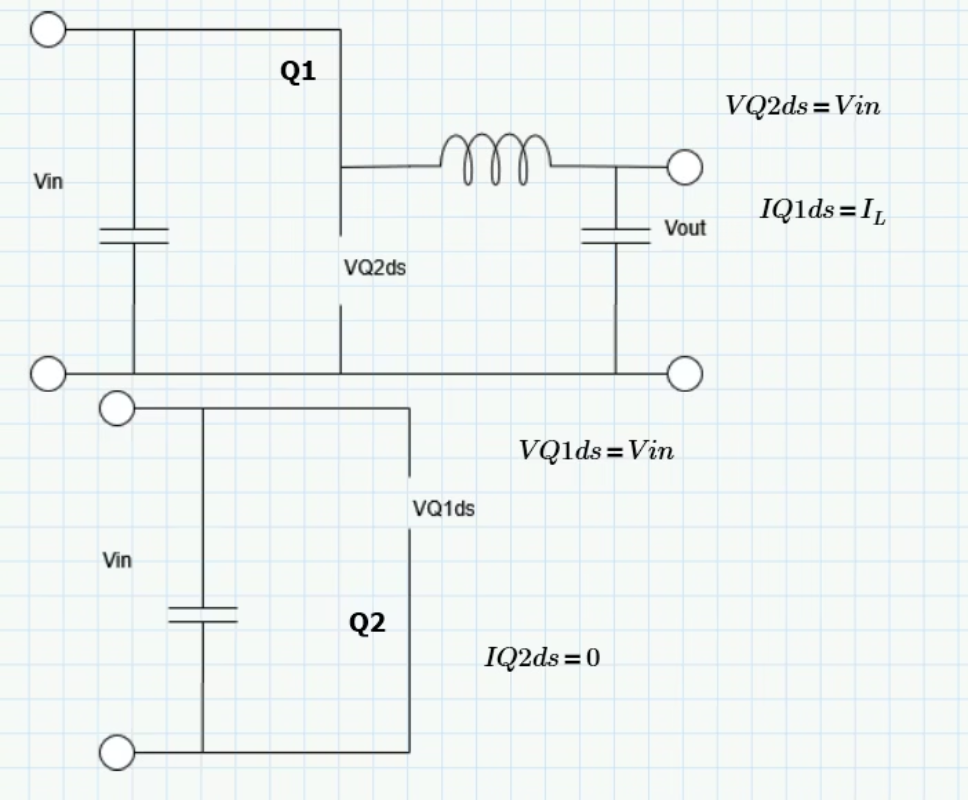 Q1
VQ2ds=Vin
Vin
IQ1ds=I_L
Vout
VQ2ds
VQ1ds=Vin
VQ1ds
Vin
Q2
IQ2ds=0